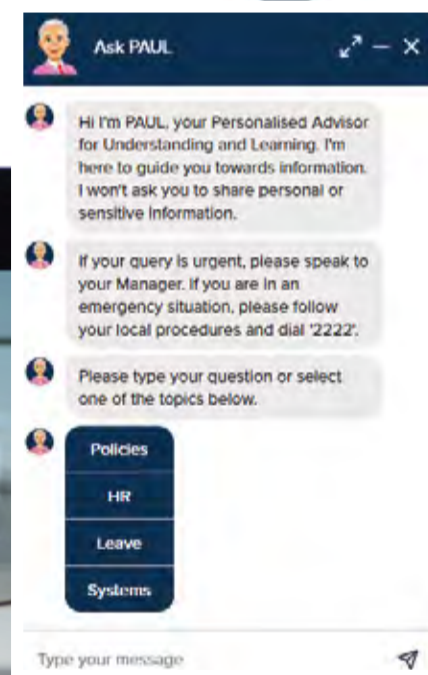 Ask PAUL
Hi I'm PAUL, your Personalised Advisor
for Understanding and Learning. I'm
here to guide you towards information.
I won't ask you to share personal or
sensitive information.
If your query is urgent, please speak to
your Manager. If you are in an
emergency situation, please follow
your local procedures and dial '2222'.
Please type your question or select
one of the topics below.
Policies
HR
Leave
Systems
Type your message